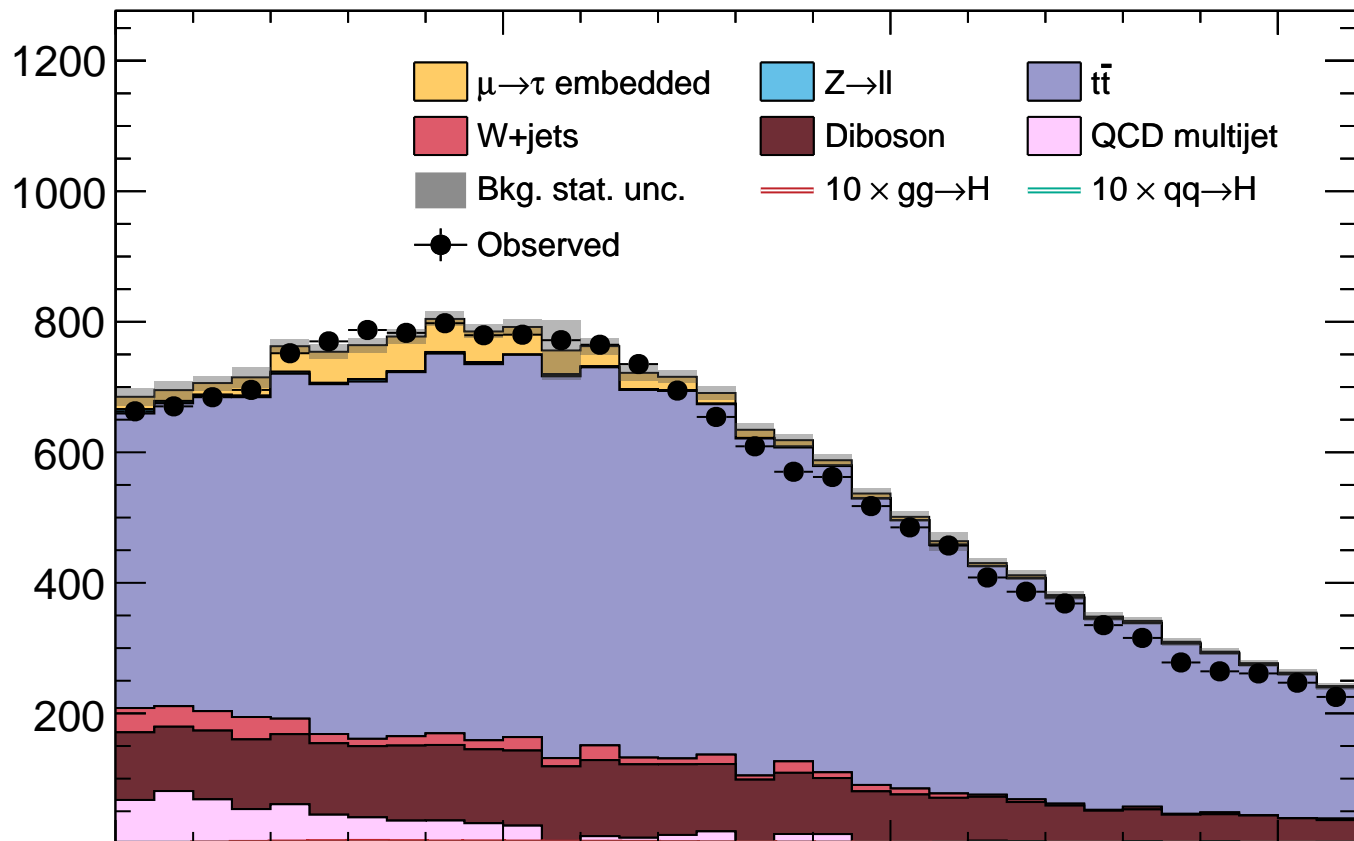 1200
μ→τ embedded Z→ll tt̄
W+jets Diboson QCD multijet
1000
Bkg. stat. unc. 10 × gg→H 10 × qq→H
Observed
800
600
400
200